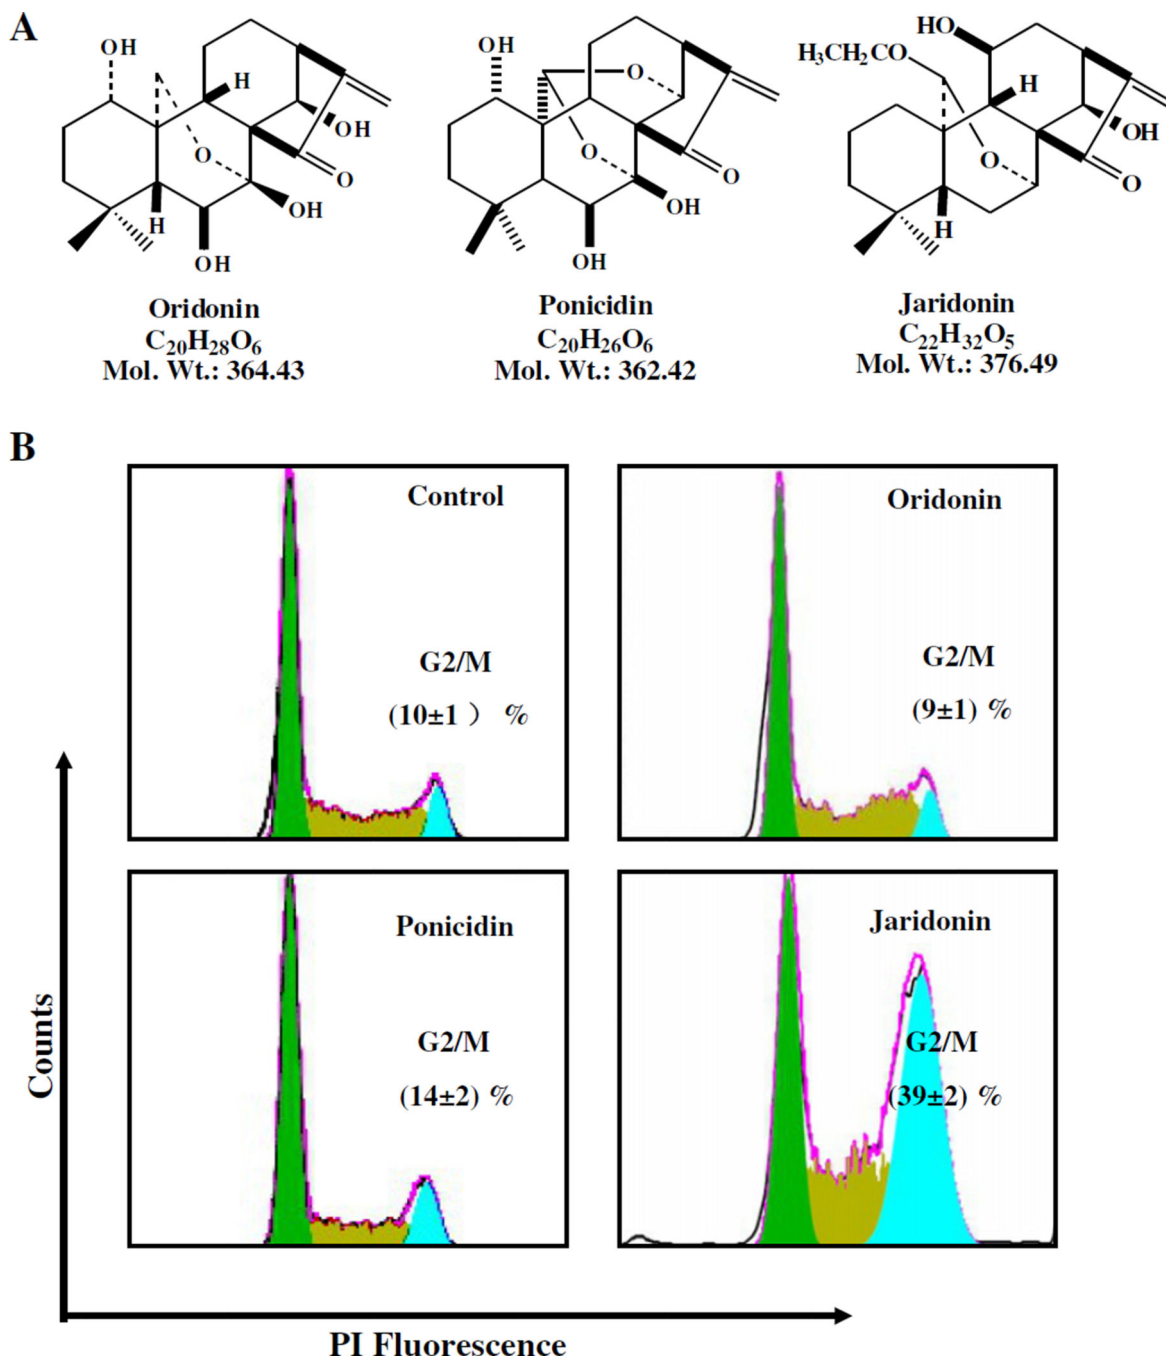 A
OH
H
OH
O
O
OH
H
OH
Oridonin
C20H28O6
Mol. Wt.: 364.43
OH
O
O
O
OH
OH
Ponicidin
C20H26O6
Mol. Wt.: 362.42
HO
H3CH2CO
H
OH
O
O
H
Jaridonin
C22H32O5
Mol. Wt.: 376.49
B
Control
G2/M
(10±1） %
Oridonin
G2/M
(9±1) %
Ponicidin
G2/M
(14±2) %
Jaridonin
G2/M
(39±2) %
Counts
PI Fluorescence